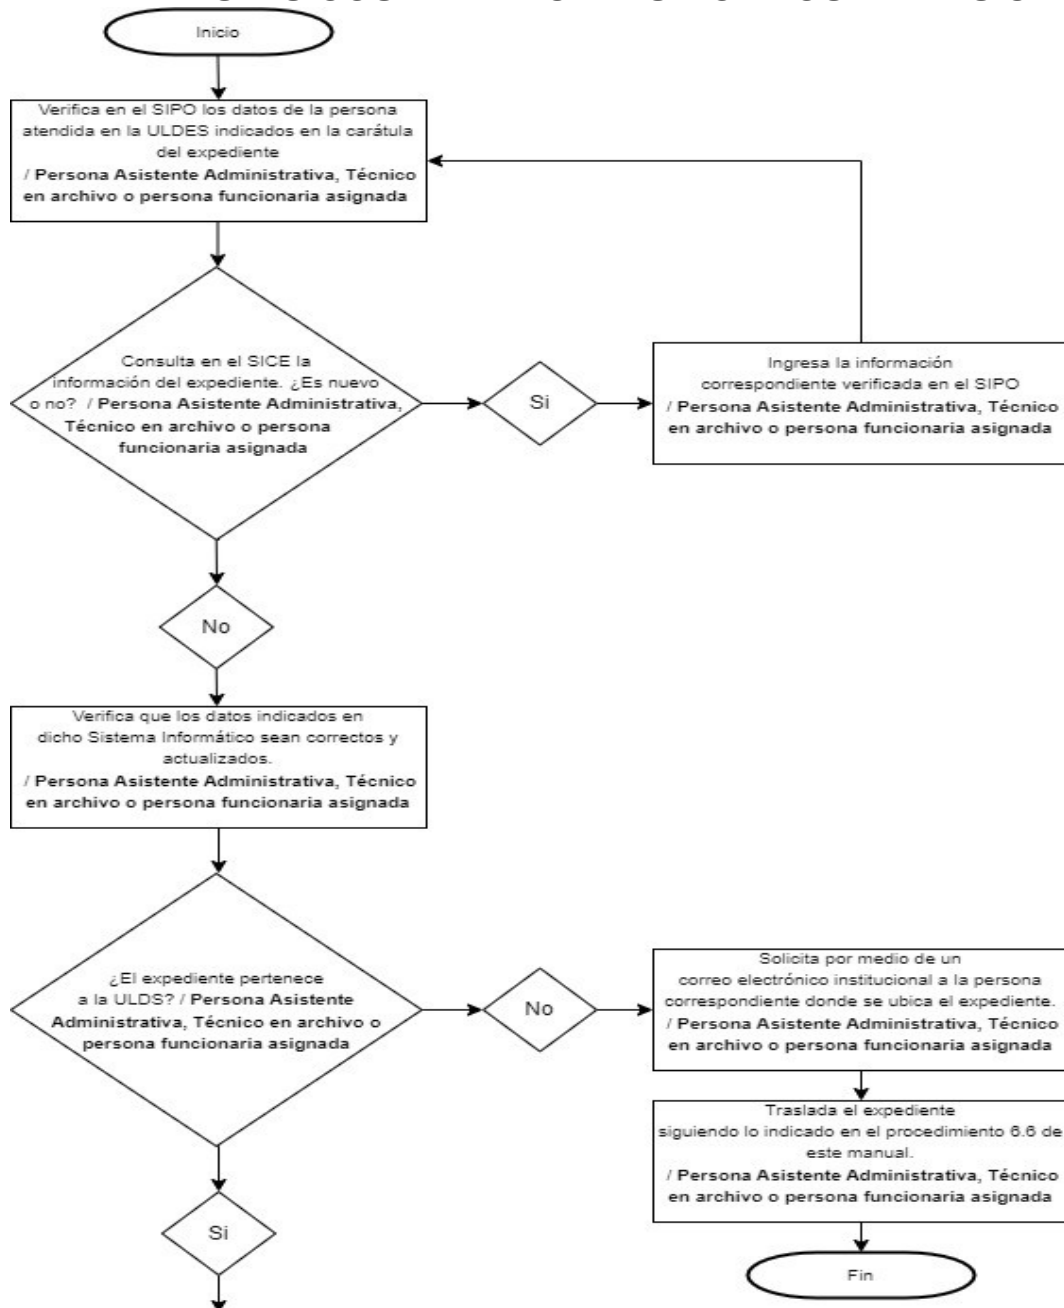 Inicio
Verifica en el SIPO los datos de la persona
atendida en la ULDES indicados en la carátula
del expediente
/ Persona Asistente Administrativa, Técnico
en archivo o persona funcionaria asignada
Consulta en el SICE la
información del expediente. ¿Es nuevo
o no? / Persona Asistente Administrativa,
Técnico en archivo o persona
funcionaria asignada
Si
Ingresa la información
correspondiente verificada en el SIPO
/ Persona Asistente Administrativa, Técnico
en archivo o persona funcionaria asignada
No
Verifica que los datos indicados en
dicho Sistema Informático sean correctos y
actualizados.
/ Persona Asistente Administrativa, Técnico
en archivo o persona funcionaria asignada
¿El expediente pertenece
a la ULDS? / Persona Asistente
Administrativa, Técnico en archivo o
persona funcionaria asignada
No
Solicita por medio de un
correo electrónico institucional a la persona
correspondiente donde se ubica el expediente.
/ Persona Asistente Administrativa, Técnico
en archivo o persona funcionaria asignada
Traslada el expediente
siguiendo lo indicado en el procedimiento 6.6 de
este manual.
/ Persona Asistente Administrativa, Técnico
en archivo o persona funcionaria asignada
Si
Fin